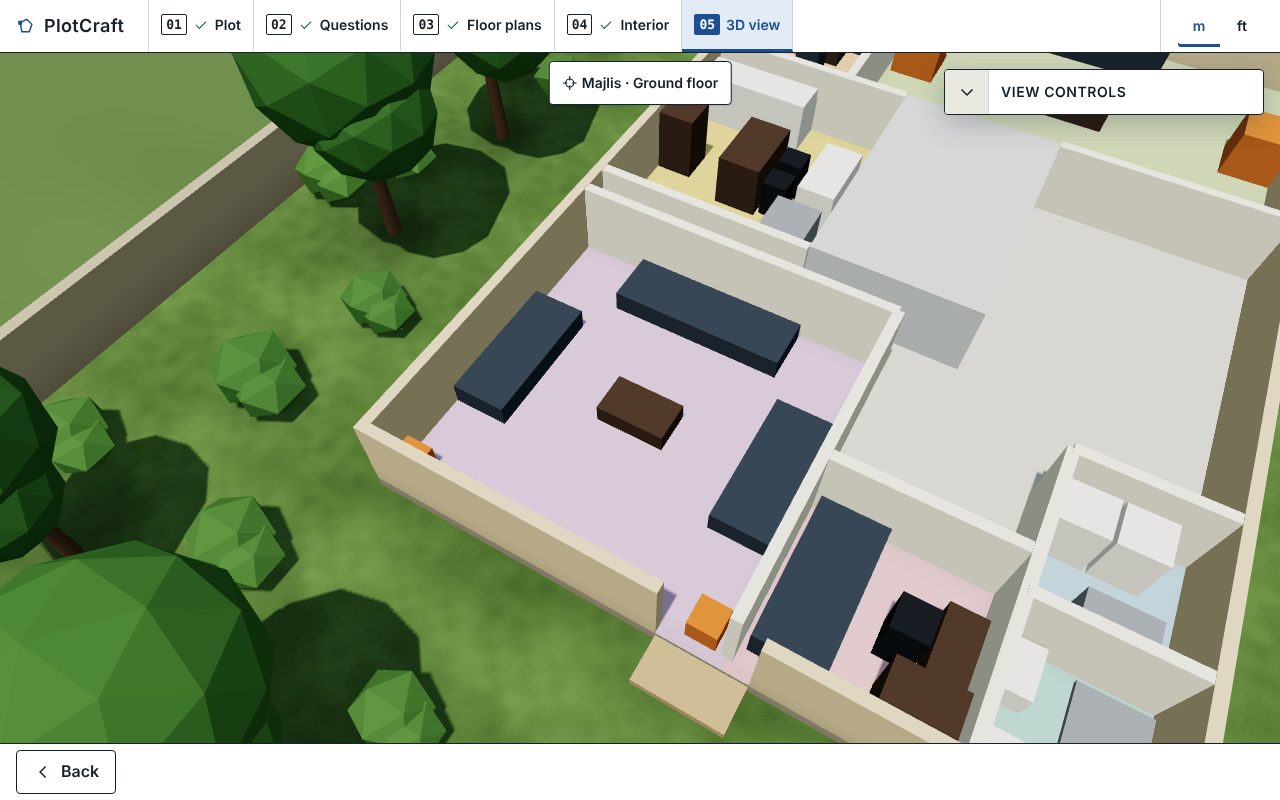 PlotCraft
01 Plot
02 Questions
03 Floor plans
04 Interior
05 3D view
m
ft
Majlis · Ground floor
VIEW CONTROLS
Back